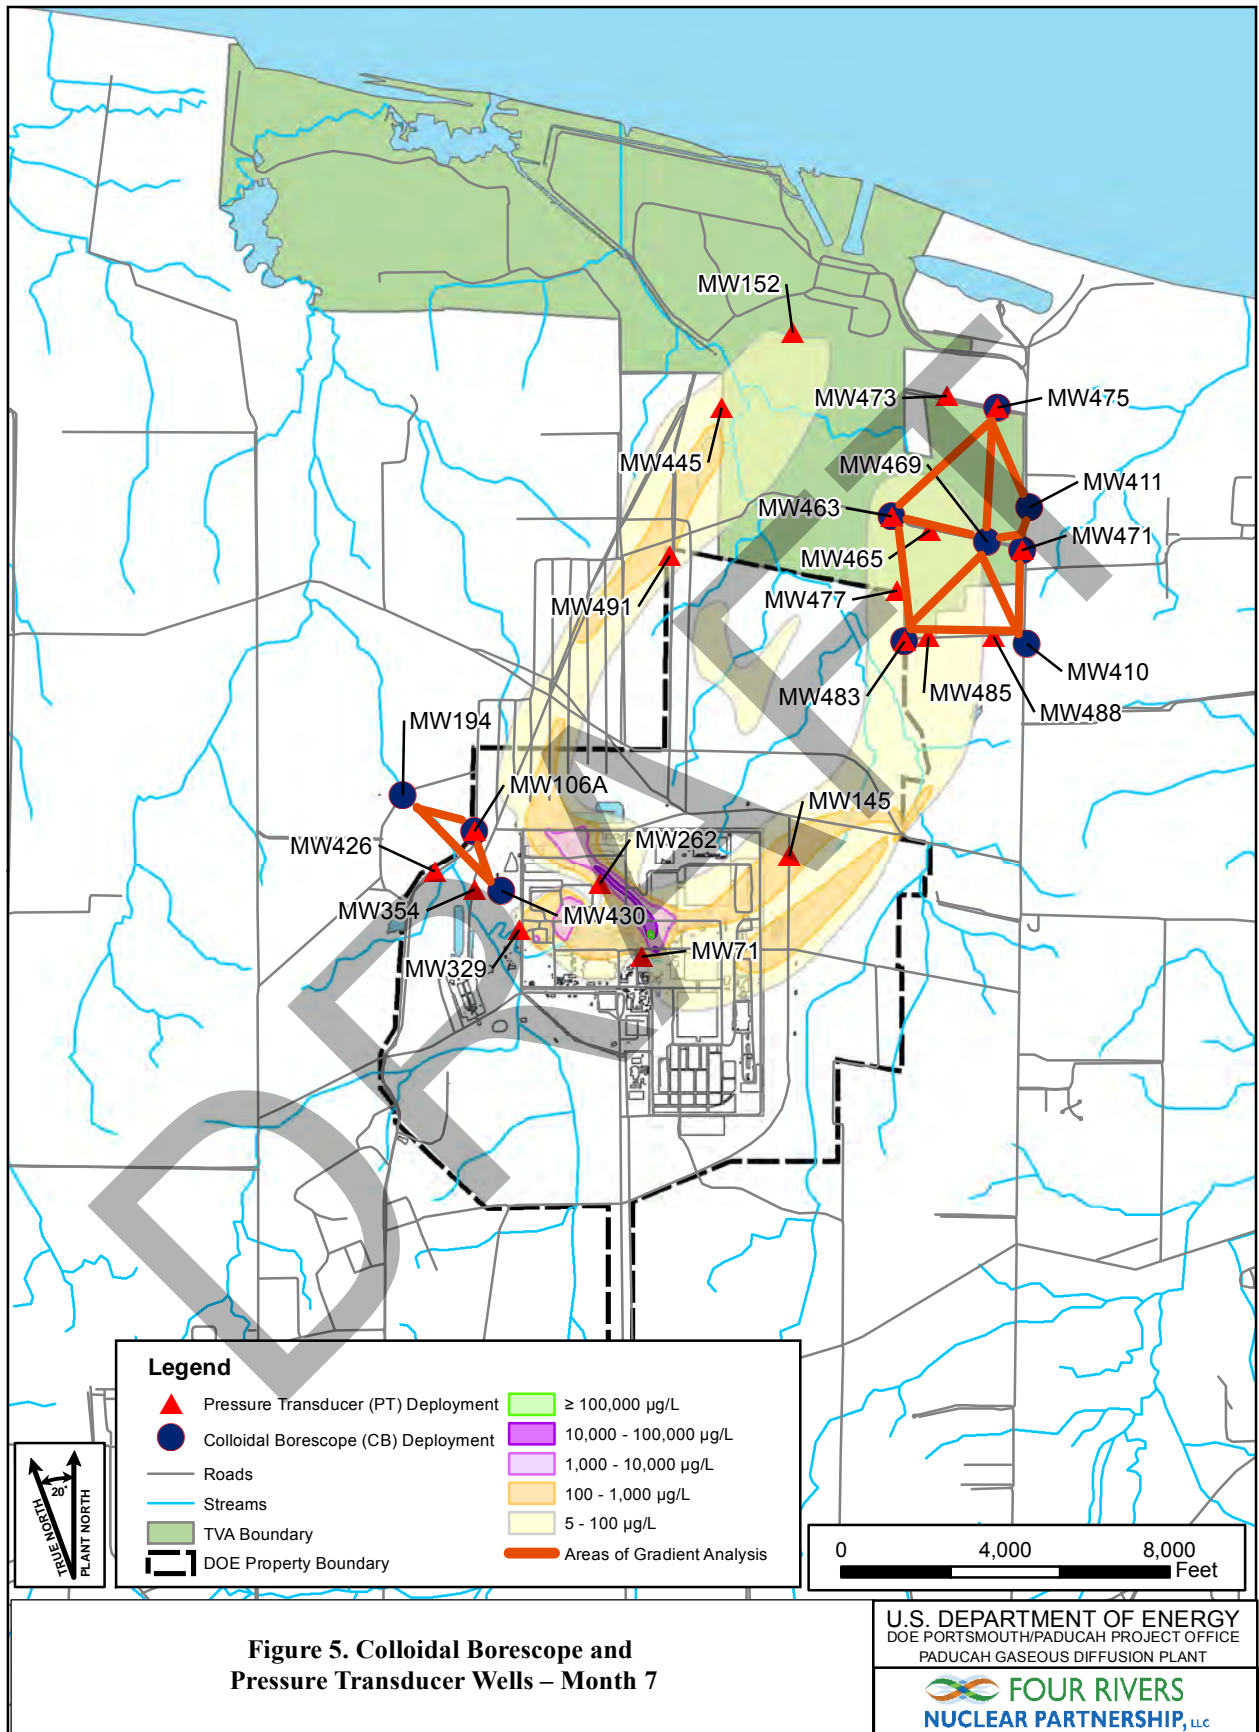 MW152
MW473
MW475
MW445
MW469
MW411
MW463
MW471
MW465
MW491
MW477
MW483
MW485
MW410
MW488
MW194
MW106A
MW145
MW426
MW262
MW354
MW430
MW329
MW71
DRAFT
Legend
Pressure Transducer (PT) Deployment
Colloidal Borescope (CB) Deployment
Roads
Streams
TVA Boundary
DOE Property Boundary
≥ 100,000 µg/L
10,000 - 100,000 µg/L
1,000 - 10,000 µg/L
100 - 1,000 µg/L
5 - 100 µg/L
Areas of Gradient Analysis
20°
TRUE NORTH
PLANT NORTH
0 4,000 8,000
Feet
Figure 5. Colloidal Borescope and
Pressure Transducer Wells – Month 7
U.S. DEPARTMENT OF ENERGY
DOE PORTSMOUTH/PADUCAH PROJECT OFFICE
PADUCAH GASEOUS DIFFUSION PLANT
FOUR RIVERS
NUCLEAR PARTNERSHIP, LLC